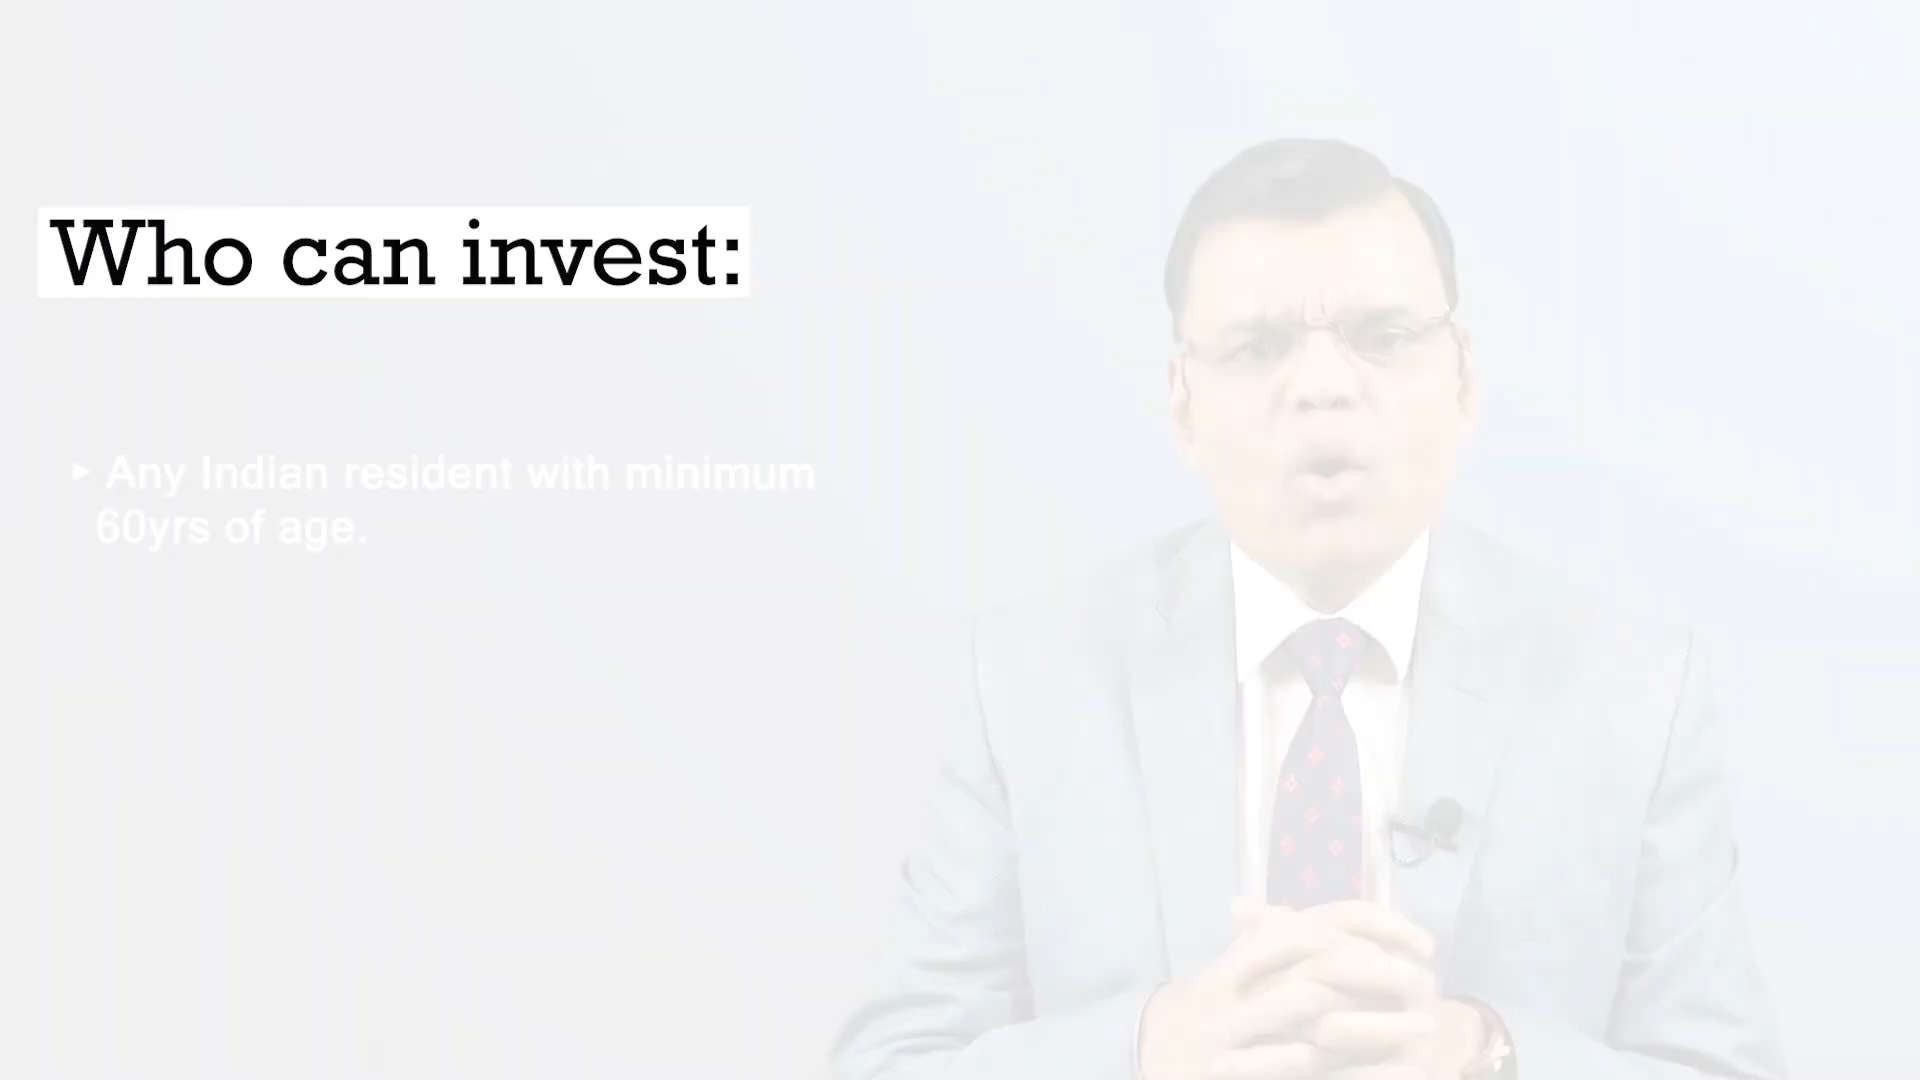 Who can invest:
▸ Any Indian resident with minimum
60yrs of age.